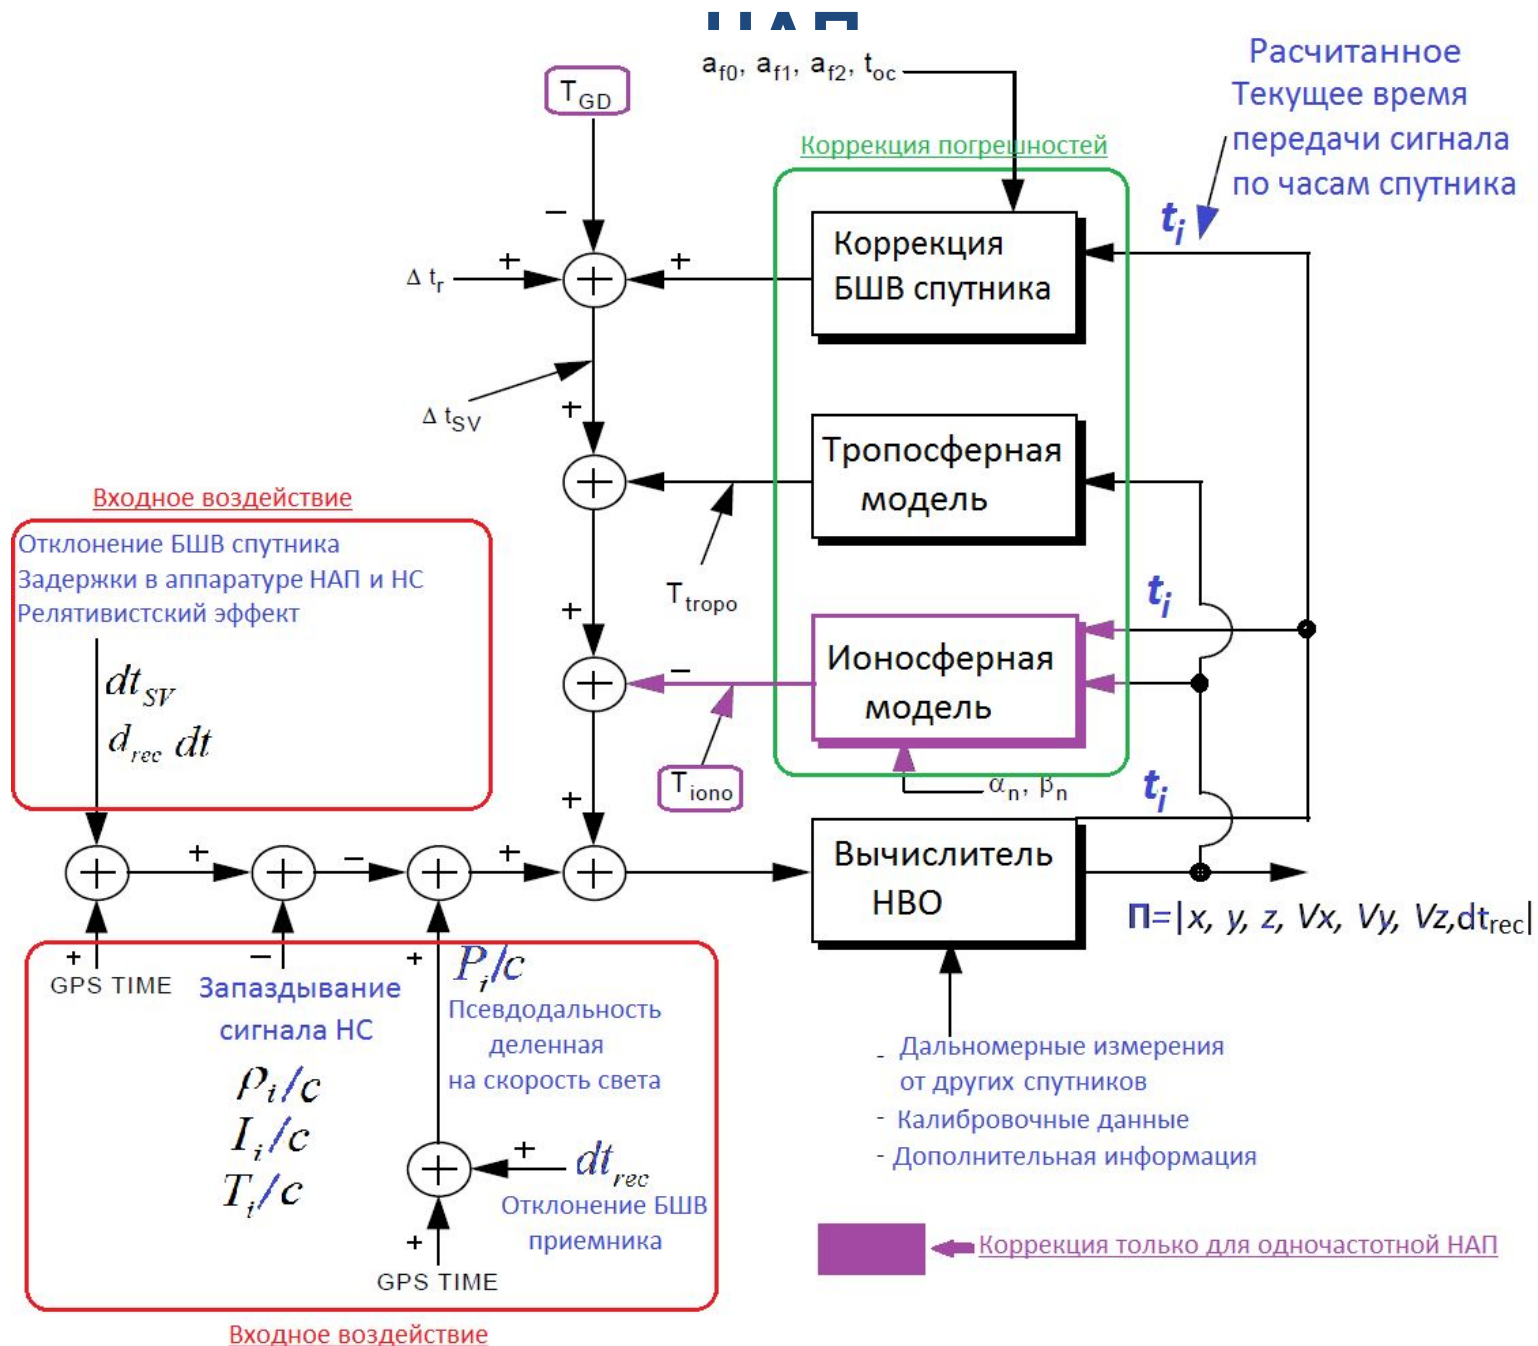 a_f0, a_f1, a_f2, t_oc
T_GD
Расчитанное
Текущее время
передачи сигнала
по часам спутника
Коррекция погрешностей
−
t_i
Коррекция
БШВ спутника
Δ t_r
+
+
+
Δ t_SV
+
Тропосферная
модель
+
T_tropo
Входное воздействие
Отклонение БШВ спутника
Задержки в аппаратуре НАП и НС
Релятивистский эффект
dt_SV
d_rec dt
+
t_i
Ионосферная
модель
−
+
T_iono
α_n, β_n
+
t_i
Вычислитель
НВО
+
+
+
−
+
+
+
П=|x, y, z, Vx, Vy, Vz,dt_rec|
+
GPS TIME
−
Запаздывание
сигнала НС
ρ_i/c
I_i/c
T_i/c
+
P_i/c
Псевдодальность
деленная
на скорость света
+
+
dt_rec
Отклонение БШВ
приемника
+
GPS TIME
- Дальномерные измерения
от других спутников
- Калибровочные данные
- Дополнительная информация
Коррекция только для одночастотной НАП
Входное воздействие